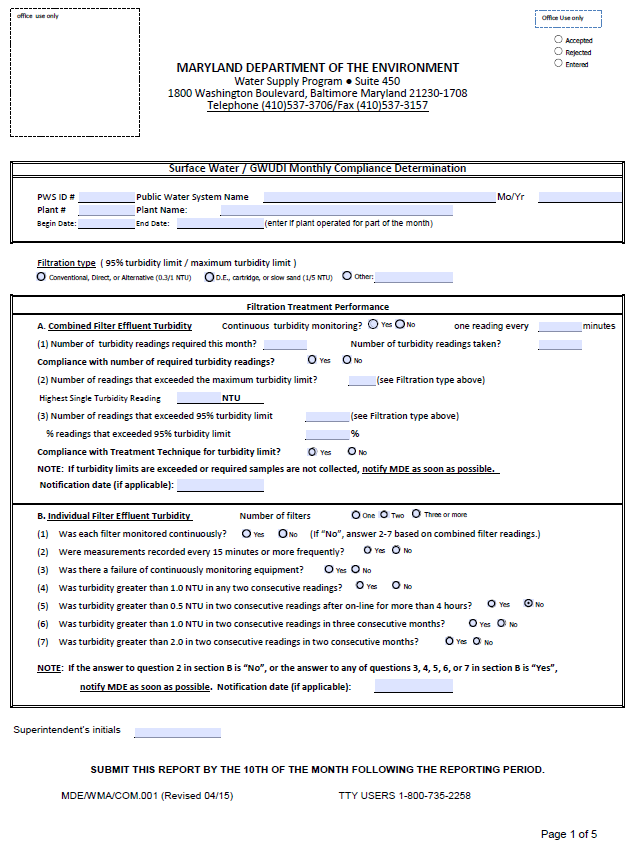 office use only
Office Use only
Accepted
Rejected
Entered
MARYLAND DEPARTMENT OF THE ENVIRONMENT
Water Supply Program ● Suite 450
1800 Washington Boulevard, Baltimore Maryland 21230-1708
Telephone (410)537-3706/Fax (410)537-3157
Surface Water / GWUDI Monthly Compliance Determination
PWS ID # Public Water System Name Mo/Yr
Plant # Plant Name:
Begin Date: End Date: (enter if plant operated for part of the month)
Filtration type ( 95% turbidity limit / maximum turbidity limit )
Conventional, Direct, or Alternative (0.3/1 NTU) D.E., cartridge, or slow sand (1/5 NTU) Other:
Filtration Treatment Performance
A. Combined Filter Effluent Turbidity Continuous turbidity monitoring? Yes No one reading every minutes
(1) Number of turbidity readings required this month? Number of turbidity readings taken?
Compliance with number of required turbidity readings? Yes No
(2) Number of readings that exceeded the maximum turbidity limit? (see Filtration type above)
Highest Single Turbidity Reading NTU
(3) Number of readings that exceeded 95% turbidity limit (see Filtration type above)
% readings that exceeded 95% turbidity limit %
Compliance with Treatment Technique for turbidity limit? Yes No
NOTE: If turbidity limits are exceeded or required samples are not collected, notify MDE as soon as possible.
Notification date (if applicable):
B. Individual Filter Effluent Turbidity Number of filters One Two Three or more
(1) Was each filter monitored continuously? Yes No (If "No", answer 2-7 based on combined filter readings.)
(2) Were measurements recorded every 15 minutes or more frequently? Yes No
(3) Was there a failure of continuously monitoring equipment? Yes No
(4) Was turbidity greater than 1.0 NTU in any two consecutive readings? Yes No
(5) Was turbidity greater than 0.5 NTU in two consecutive readings after on-line for more than 4 hours? Yes No
(6) Was turbidity greater than 1.0 NTU in two consecutive readings in three consecutive months? Yes No
(7) Was turbidity greater than 2.0 in two consecutive readings in two consecutive months? Yes No
NOTE: If the answer to question 2 in section B is "No", or the answer to any of questions 3, 4, 5, 6, or 7 in section B is "Yes",
notify MDE as soon as possible. Notification date (if applicable):
Superintendent's initials
SUBMIT THIS REPORT BY THE 10TH OF THE MONTH FOLLOWING THE REPORTING PERIOD.
MDE/WMA/COM.001 (Revised 04/15) TTY USERS 1-800-735-2258
Page 1 of 5